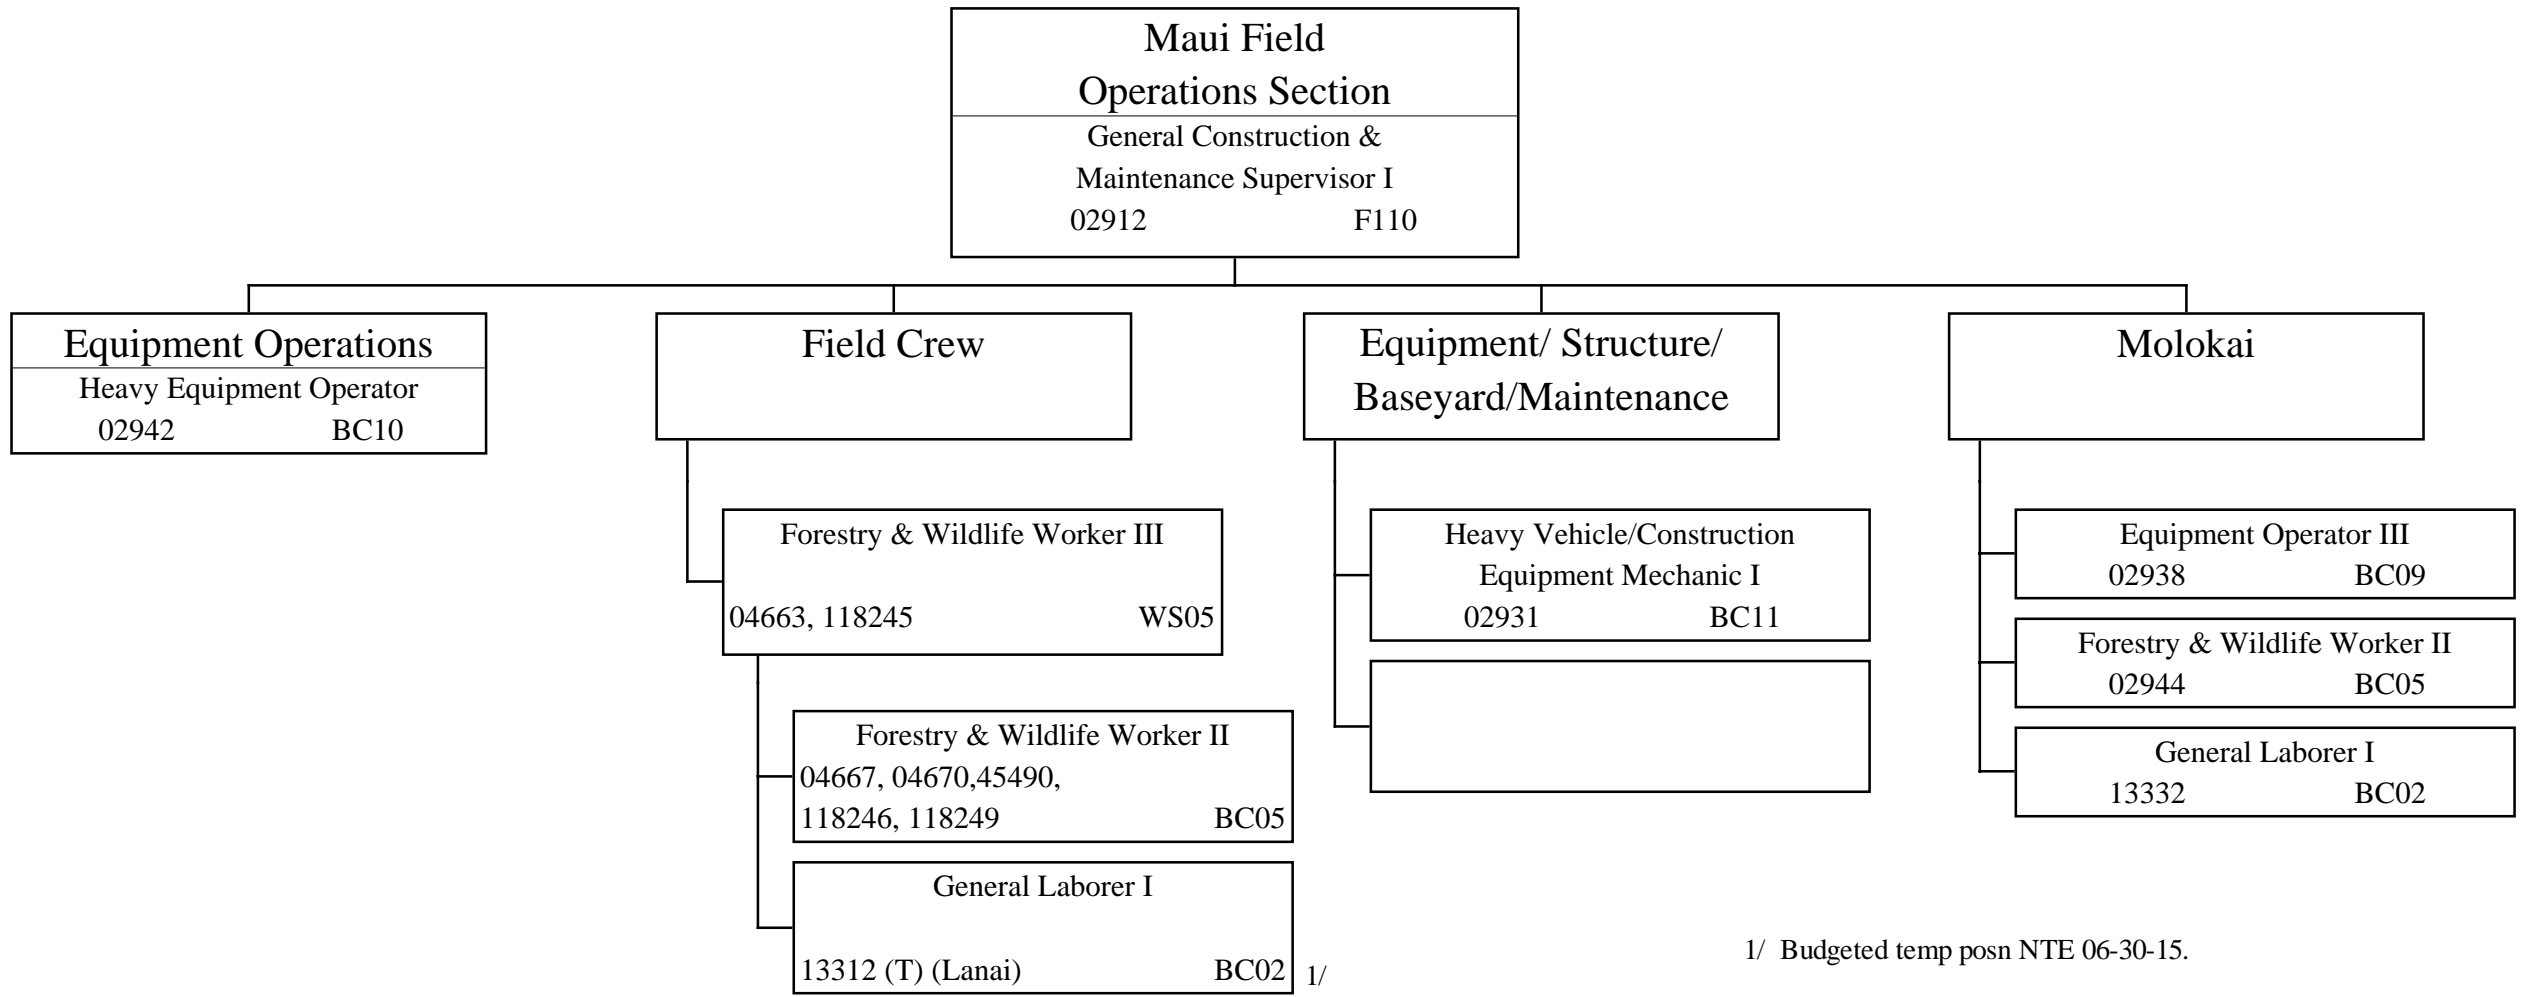 Maui Field
Operations Section
General Construction &
Maintenance Supervisor I
02912 F110
Equipment Operations
Heavy Equipment Operator
02942 BC10
Field Crew
Forestry & Wildlife Worker III
04663, 118245 WS05
Forestry & Wildlife Worker II
04667, 04670,45490,
118246, 118249 BC05
General Laborer I
13312 (T) (Lanai) BC02 1/
Equipment/ Structure/
Baseyard/Maintenance
Heavy Vehicle/Construction
Equipment Mechanic I
02931 BC11
Molokai
Equipment Operator III
02938 BC09
Forestry & Wildlife Worker II
02944 BC05
General Laborer I
13332 BC02
1/ Budgeted temp posn NTE 06-30-15.